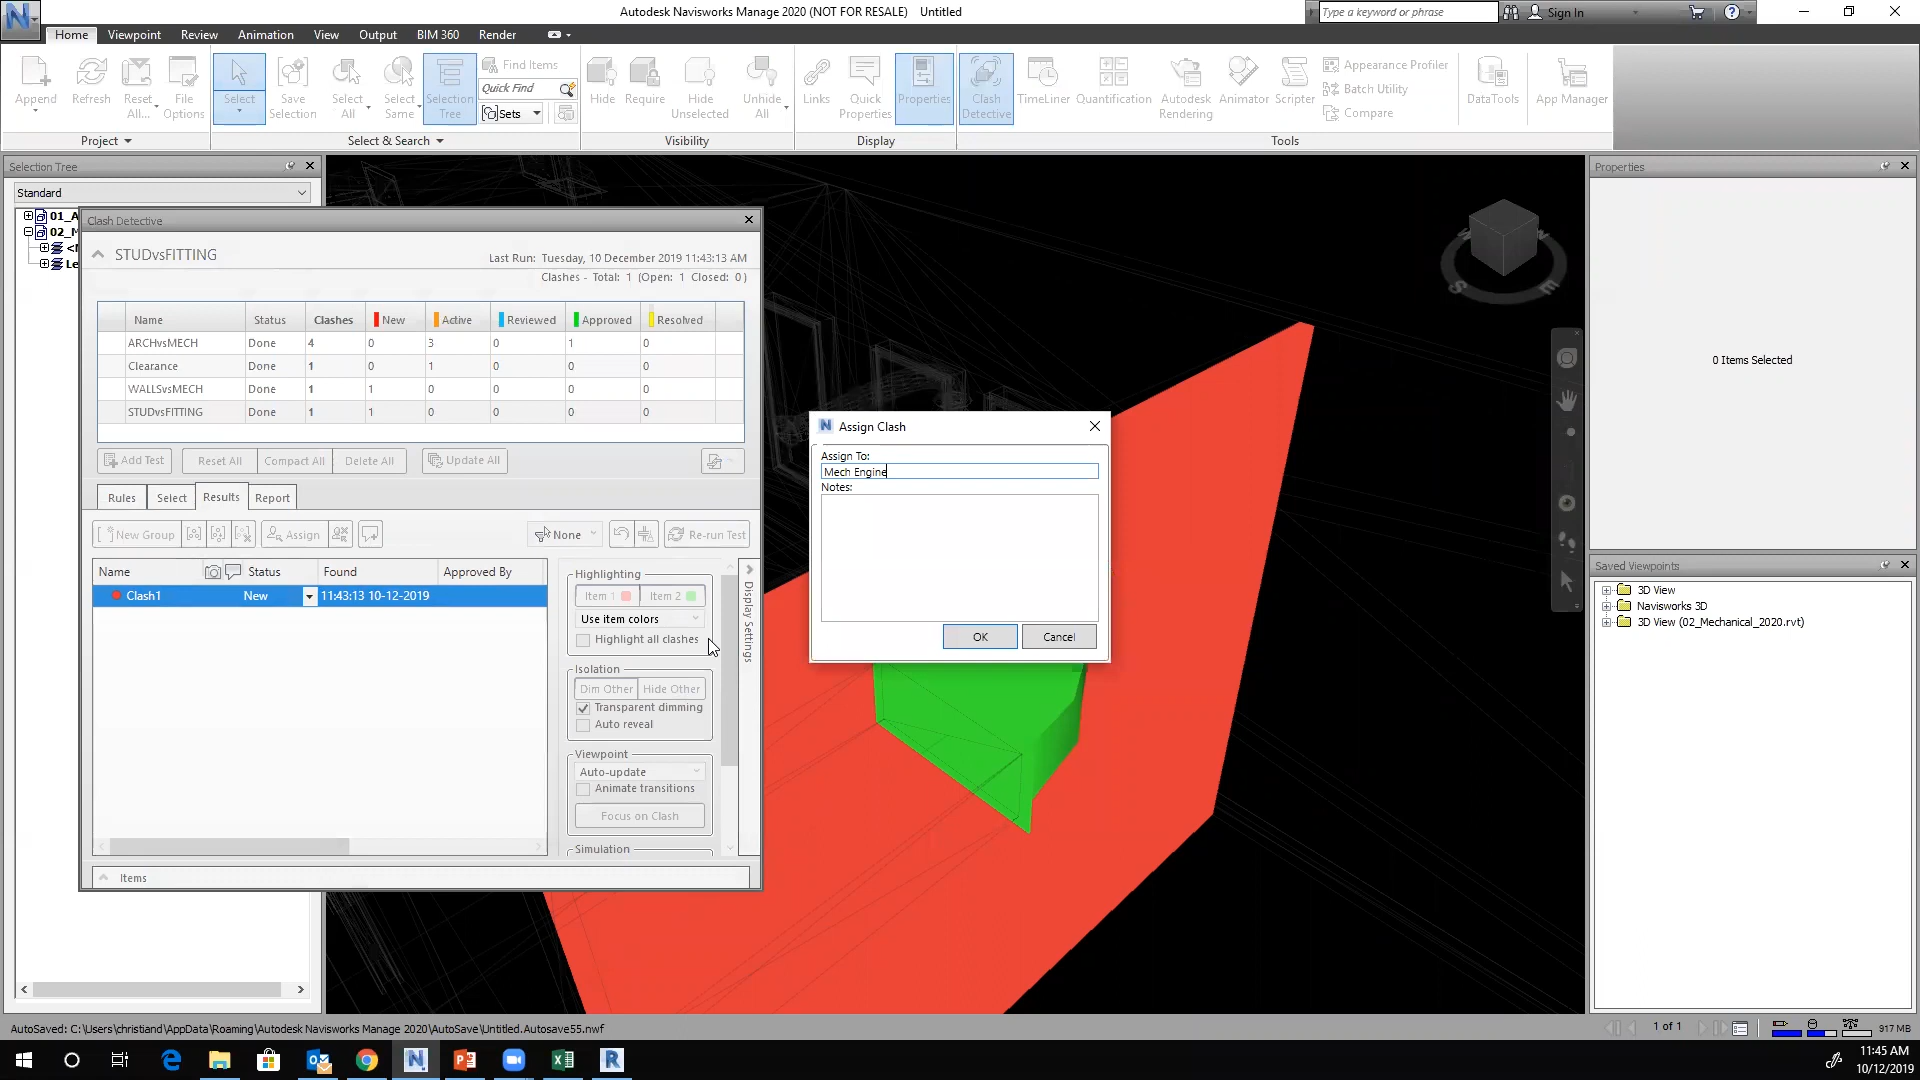 Autodesk Navisworks Manage 2020 (NOT FOR RESALE) Untitled
Type a keyword or phrase
Sign In
Home Viewpoint Review Animation View Output BIM 360 Render
Append
Refresh
Reset All...
File Options
Project
Select
Save Selection
Select All
Select Same
Selection Tree
Find Items
Quick Find
Sets
Select & Search
Hide
Require
Hide Unselected
Unhide All
Visibility
Links
Quick Properties
Properties
Display
Clash Detective
TimeLiner
Quantification
Autodesk Rendering
Animator
Scripter
Appearance Profiler
Batch Utility
Compare
Tools
DataTools
App Manager
Selection Tree
Standard
01_A
02_M
<N
Le
Clash Detective
STUDvsFITTING
Last Run: Tuesday, 10 December 2019 11:43:13 AM
Clashes - Total: 1 (Open: 1 Closed: 0)
Name Status Clashes New Active Reviewed Approved Resolved
ARCHvsMECH Done 4 0 3 0 1 0
Clearance Done 1 0 1 0 0 0
WALLSvsMECH Done 1 1 0 0 0 0
STUDvsFITTING Done 1 1 0 0 0 0
Add Test Reset All Compact All Delete All Update All
Rules Select Results Report
New Group Assign None Re-run Test
Name Status Found Approved By
Clash1 New 11:43:13 10-12-2019
Highlighting
Item 1 Item 2
Use item colors
Highlight all clashes
Isolation
Dim Other Hide Other
Transparent dimming
Auto reveal
Viewpoint
Auto-update
Animate transitions
Focus on Clash
Simulation
Display Settings
Items
Assign Clash
Assign To:
Mech Engine
Notes:
OK Cancel
S E
Properties
0 Items Selected
Saved Viewpoints
3D View
Navisworks 3D
3D View (02_Mechanical_2020.rvt)
AutoSaved: C:\Users\christiand\AppData\Roaming\Autodesk Navisworks Manage 2020\AutoSave\Untitled.Autosave55.nwf
1 of 1
917 MB
11:45 AM
10/12/2019